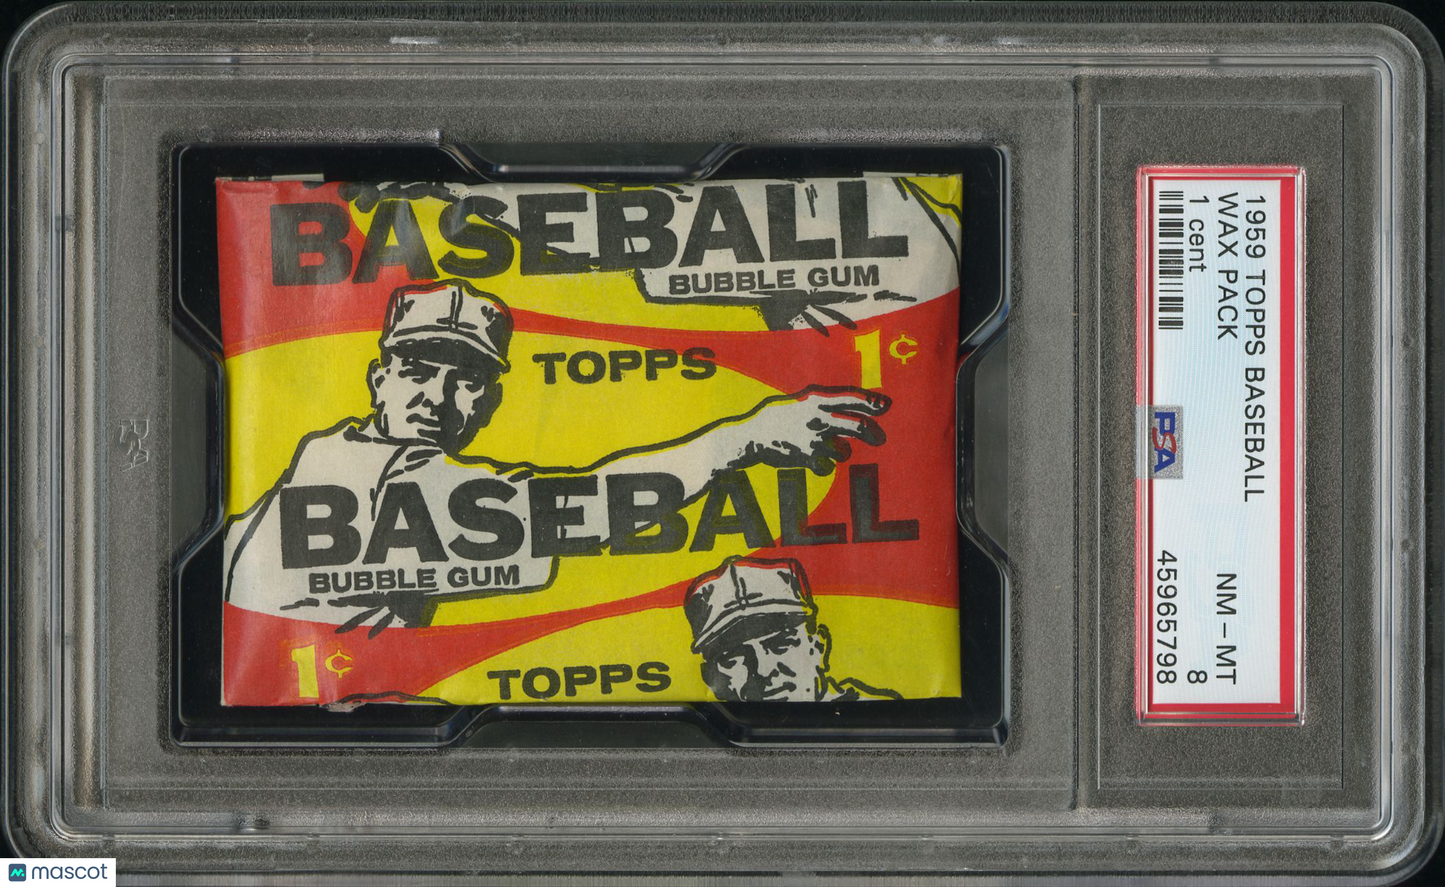 BASEBALL
BUBBLE GUM
1¢
TOPPS
BASEBALL
BUBBLE GUM
1¢
TOPPS
1959 TOPPS BASEBALL
WAX PACK NM – MT
1 cent 8
45965798
PSA
PSA
mascot